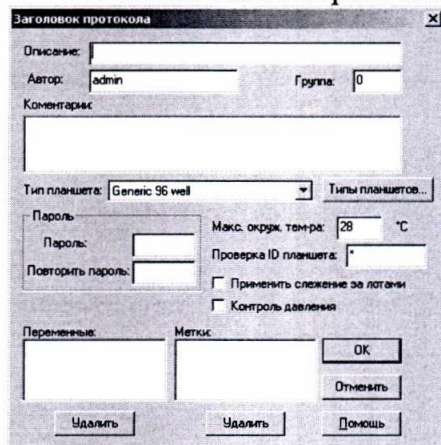 Заголовок протокола
Описание:
Автор: admin Группа: 0
Коментарии:
Тип планшета: Generic 96 well Типы планшетов...
Пароль
Пароль:
Повторить пароль:
Макс. окруж. тем-ра: 28 °C
Проверка ID планшета: *
Применить слежение за лотами
Контроль давления
Переменные: Метки:
OK
Отменить
Удалить Удалить Помощь